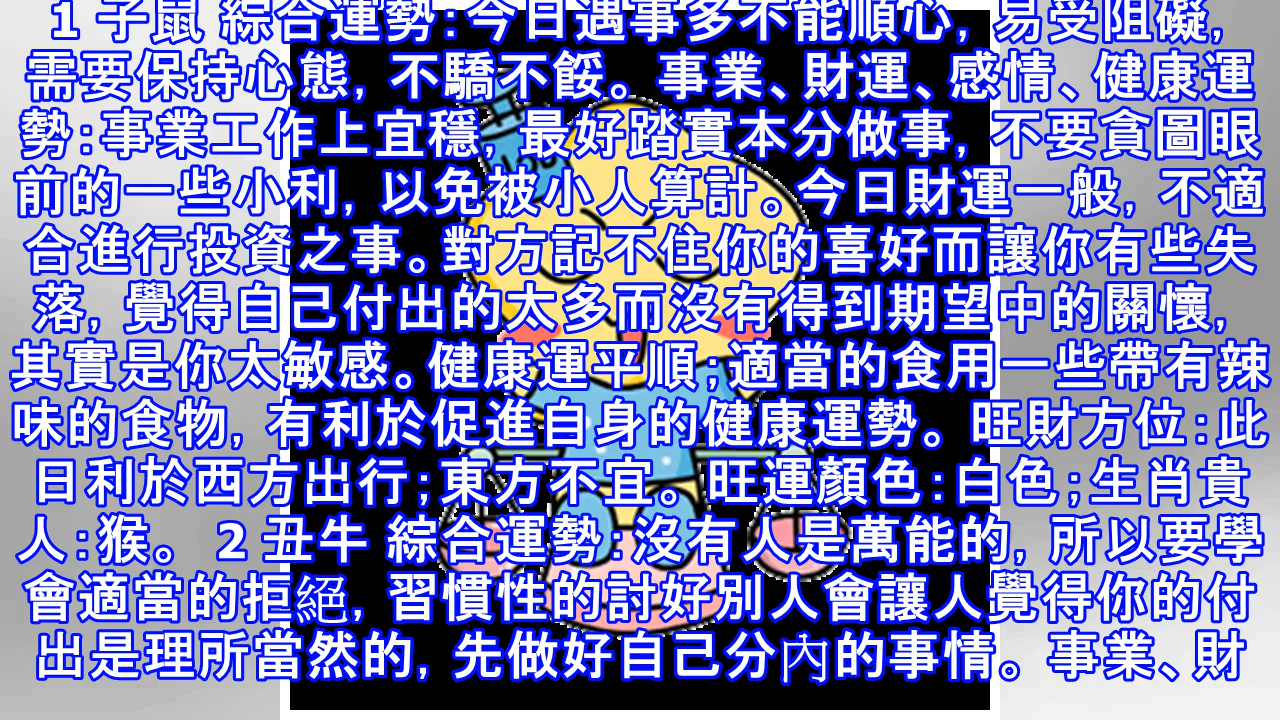 1 子鼠 綜合運勢:今日遇事多不能順心, 易受阻礙,
需要保持心態, 不驕不餒。事業、財運、感情、健康運
勢:事業工作上宜穩, 最好踏實本分做事, 不要貪圖眼
前的一些小利, 以免被小人算計。今日財運一般, 不適
合進行投資之事。對方記不住你的喜好而讓你有些失
落, 覺得自己付出的太多而沒有得到期望中的關懷,
其實是你太敏感。健康運平順;適當的食用一些帶有辣
味的食物, 有利於促進自身的健康運勢。旺財方位:此
日利於西方出行;東方不宜。旺運顏色:白色;生肖貴
人:猴。 2 丑牛 綜合運勢:沒有人是萬能的, 所以要學
會適當的拒絕, 習慣性的討好別人會讓人覺得你的付
出是理所當然的, 先做好自己分內的事情。事業、財